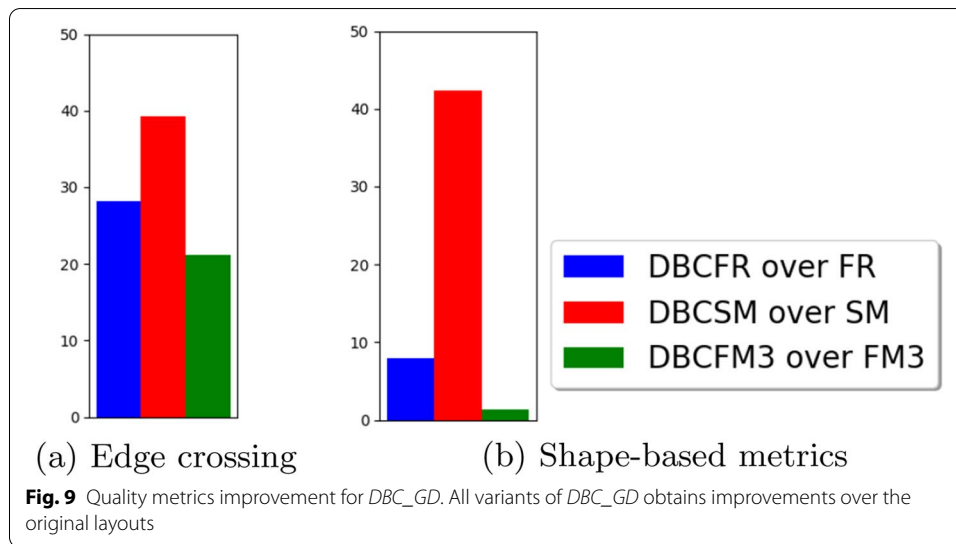 50
40
30
20
10
0
50
40
30
20
10
0
DBCFR over FR
DBCSM over SM
DBCFM3 over FM3
(a) Edge crossing
(b) Shape-based metrics
Fig. 9 Quality metrics improvement for DBC_GD. All variants of DBC_GD obtains improvements over the
original layouts